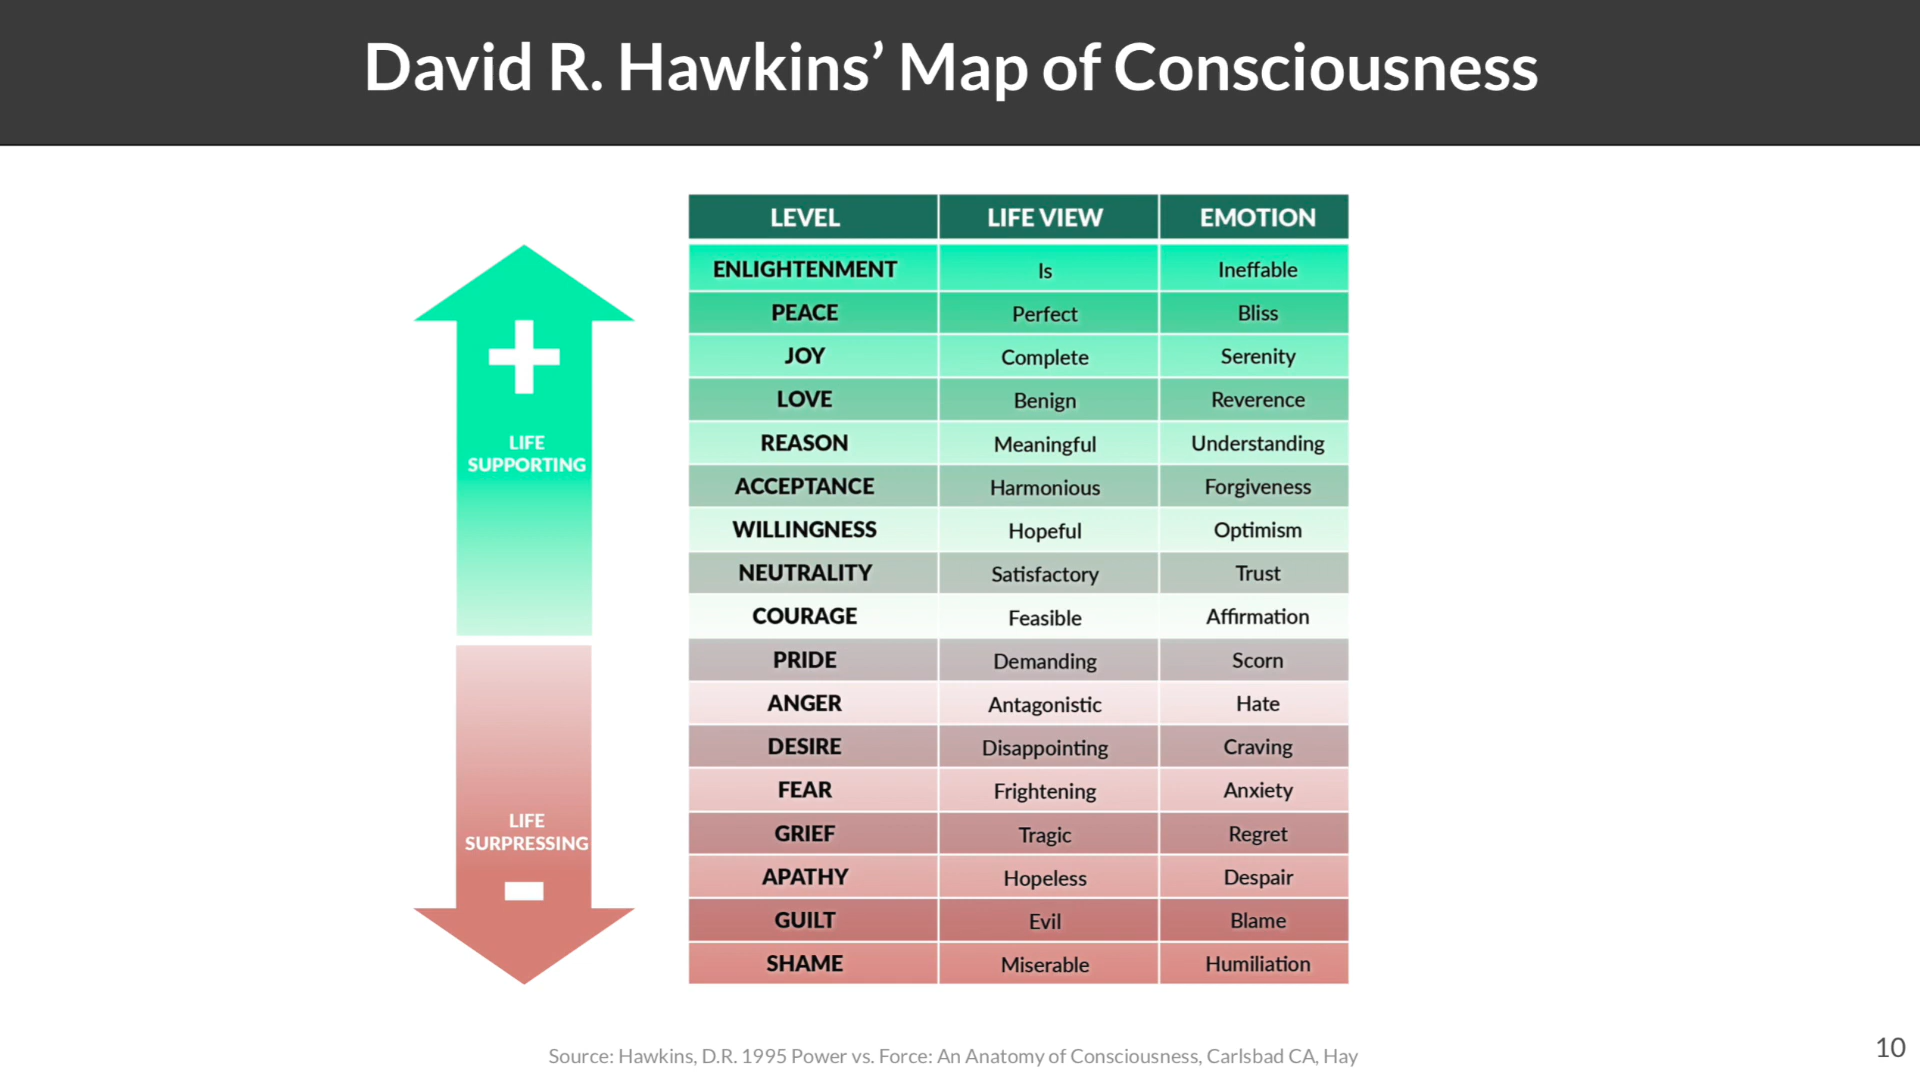 David R. Hawkins’ Map of Consciousness
LEVEL LIFE VIEW EMOTION
ENLIGHTENMENT Is Ineffable
PEACE Perfect Bliss
JOY Complete Serenity
LOVE Benign Reverence
REASON Meaningful Understanding
ACCEPTANCE Harmonious Forgiveness
WILLINGNESS Hopeful Optimism
NEUTRALITY Satisfactory Trust
COURAGE Feasible Affirmation
PRIDE Demanding Scorn
ANGER Antagonistic Hate
DESIRE Disappointing Craving
FEAR Frightening Anxiety
GRIEF Tragic Regret
APATHY Hopeless Despair
GUILT Evil Blame
SHAME Miserable Humiliation
+
LIFE
SUPPORTING
LIFE
SURPRESSING
-
Source: Hawkins, D.R. 1995 Power vs. Force: An Anatomy of Consciousness, Carlsbad CA, Hay
10